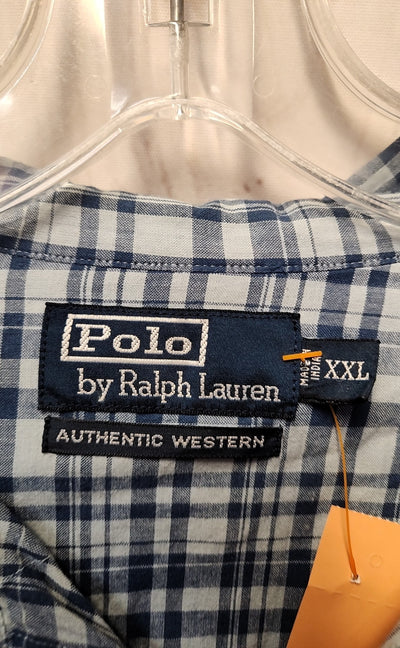 Polo
by Ralph Lauren
AUTHENTIC WESTERN
MADE IN
INDIA
XXL